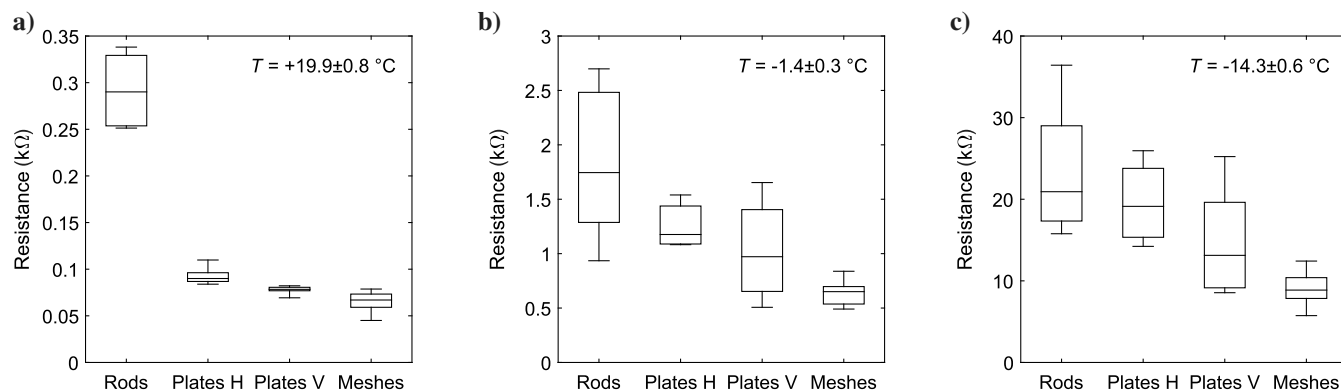 a)
T = +19.9±0.8 °C
0.35
0.3
0.25
0.2
0.15
0.1
0.05
0
Resistance (kΩ)
Rods Plates H Plates V Meshes
b)
T = -1.4±0.3 °C
3
2.5
2
1.5
1
0.5
0
Resistance (kΩ)
Rods Plates H Plates V Meshes
c)
T = -14.3±0.6 °C
40
30
20
10
0
Resistance (kΩ)
Rods Plates H Plates V Meshes